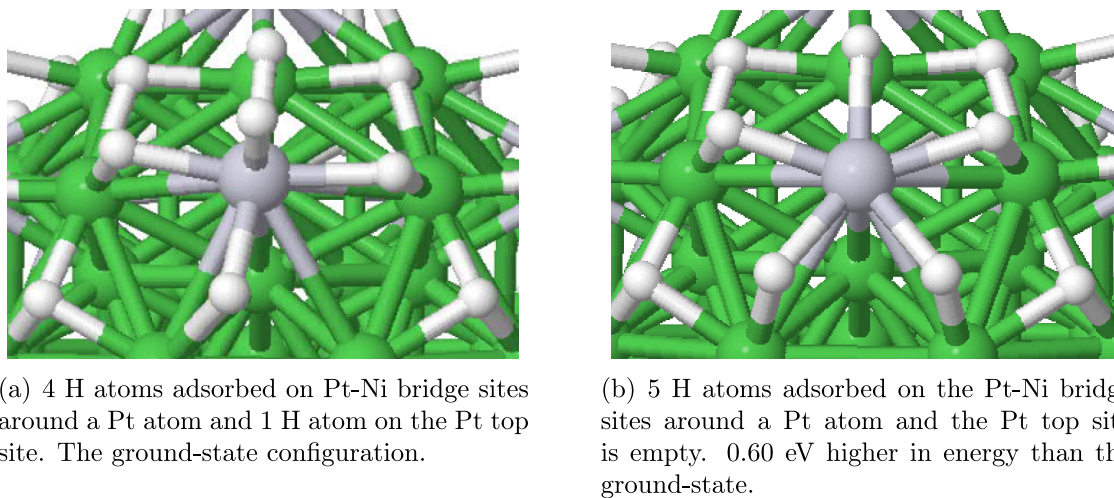 (a) 4 H atoms adsorbed on Pt-Ni bridge sites
around a Pt atom and 1 H atom on the Pt top
site. The ground-state configuration.
(b) 5 H atoms adsorbed on the Pt-Ni bridg
sites around a Pt atom and the Pt top sit
is empty. 0.60 eV higher in energy than th
ground-state.